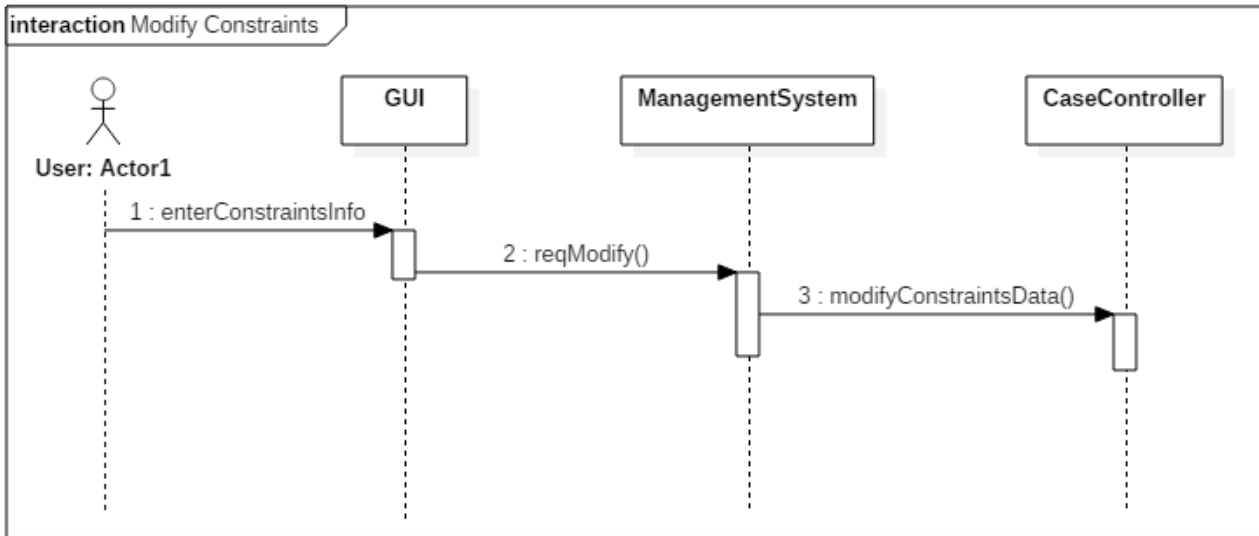 interaction Modify Constraints
GUI
ManagementSystem
CaseController
User: Actor1
1 : enterConstraintsInfo
2 : reqModify()
3 : modifyConstraintsData()